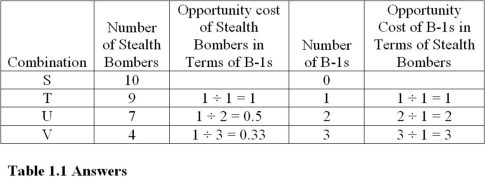 Combination Number of Stealth Bombers Opportunity cost of Stealth Bombers in Terms of B-1s Number of B-1s Opportunity Cost of B-1s in Terms of Stealth Bombers
S 10 0
T 9 1 ÷ 1 = 1 1 1 ÷ 1 = 1
U 7 1 ÷ 2 = 0.5 2 2 ÷ 1 = 2
V 4 1 ÷ 3 = 0.33 3 3 ÷ 1 = 3
Table 1.1 Answers